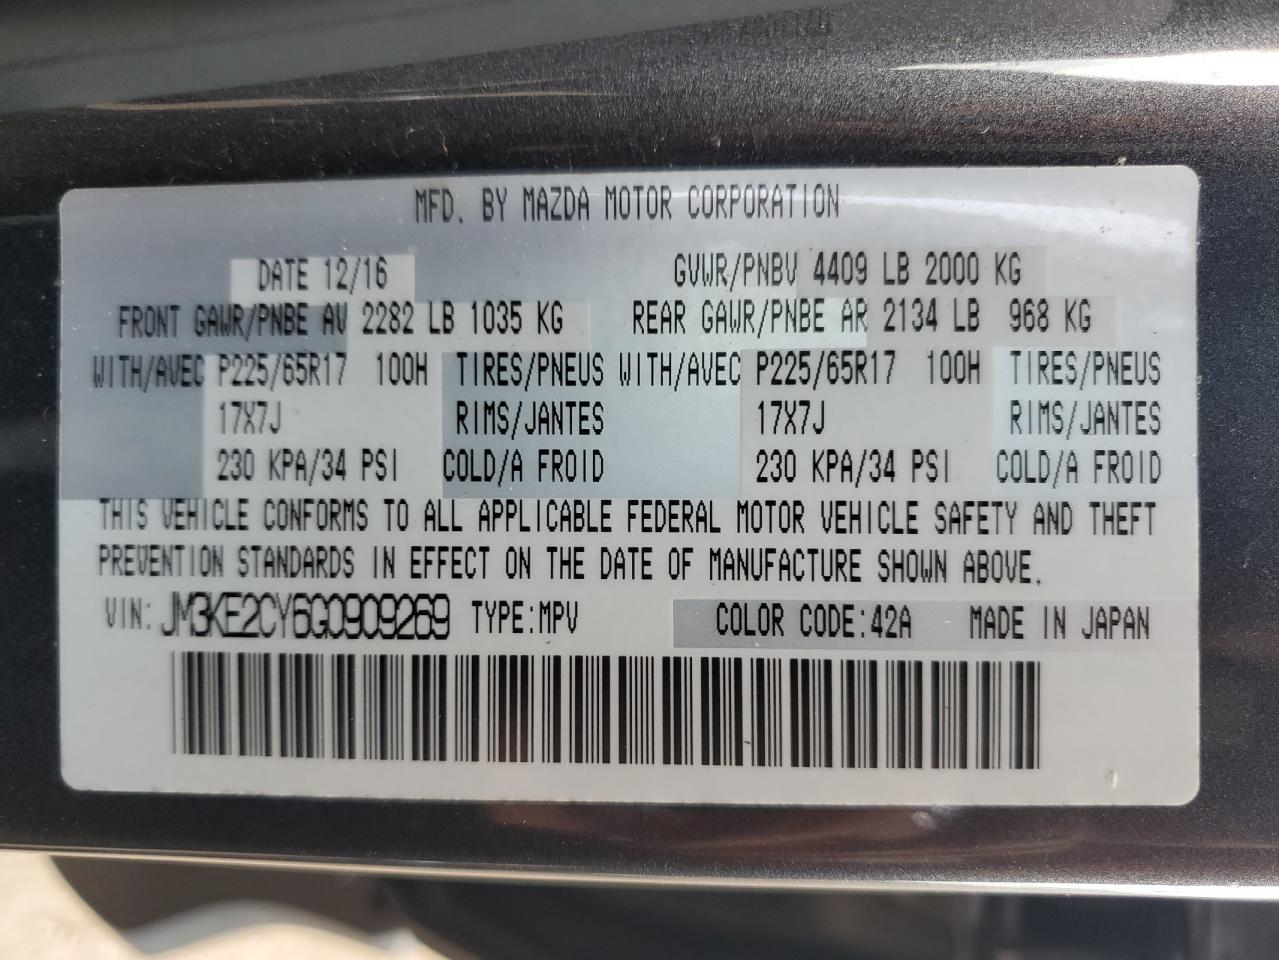 MFD. BY MAZDA MOTOR CORPORATION
DATE 12/16 GVWR/PNBV 4409 LB 2000 KG
FRONT GAWR/PNBE AV 2282 LB 1035 KG REAR GAWR/PNBE AR 2134 LB 968 KG
WITH/AVEC P225/65R17 100H TIRES/PNEUS WITH/AVEC P225/65R17 100H TIRES/PNEUS
17X7J RIMS/JANTES 17X7J RIMS/JANTES
230 KPA/34 PSI COLD/A FROID 230 KPA/34 PSI COLD/A FROID
THIS VEHICLE CONFORMS TO ALL APPLICABLE FEDERAL MOTOR VEHICLE SAFETY AND THEFT
PREVENTION STANDARDS IN EFFECT ON THE DATE OF MANUFACTURE SHOWN ABOVE.
VIN: JM3KE2CY6G0909269 TYPE:MPV COLOR CODE:42A MADE IN JAPAN